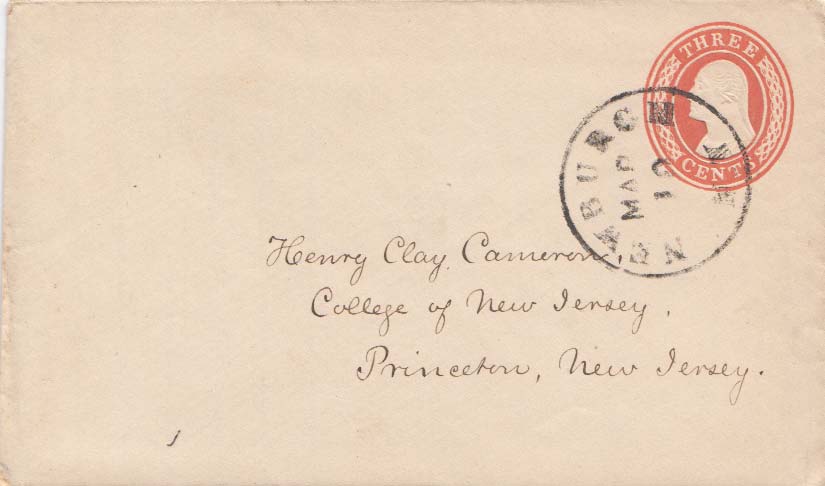 THREE
CENTS
NEWBURGH N.Y.
MAR
10
Henry Clay Cameron,
College of New Jersey,
Princeton, New Jersey.